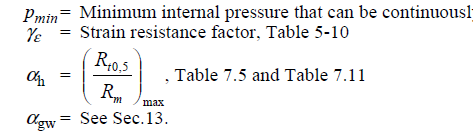 p_min = Minimum internal pressure that can be continuously
γ_ε = Strain resistance factor, Table 5-10
α_h = (R_t0,5 / R_m)_max , Table 7.5 and Table 7.11
α_gw = See Sec.13.